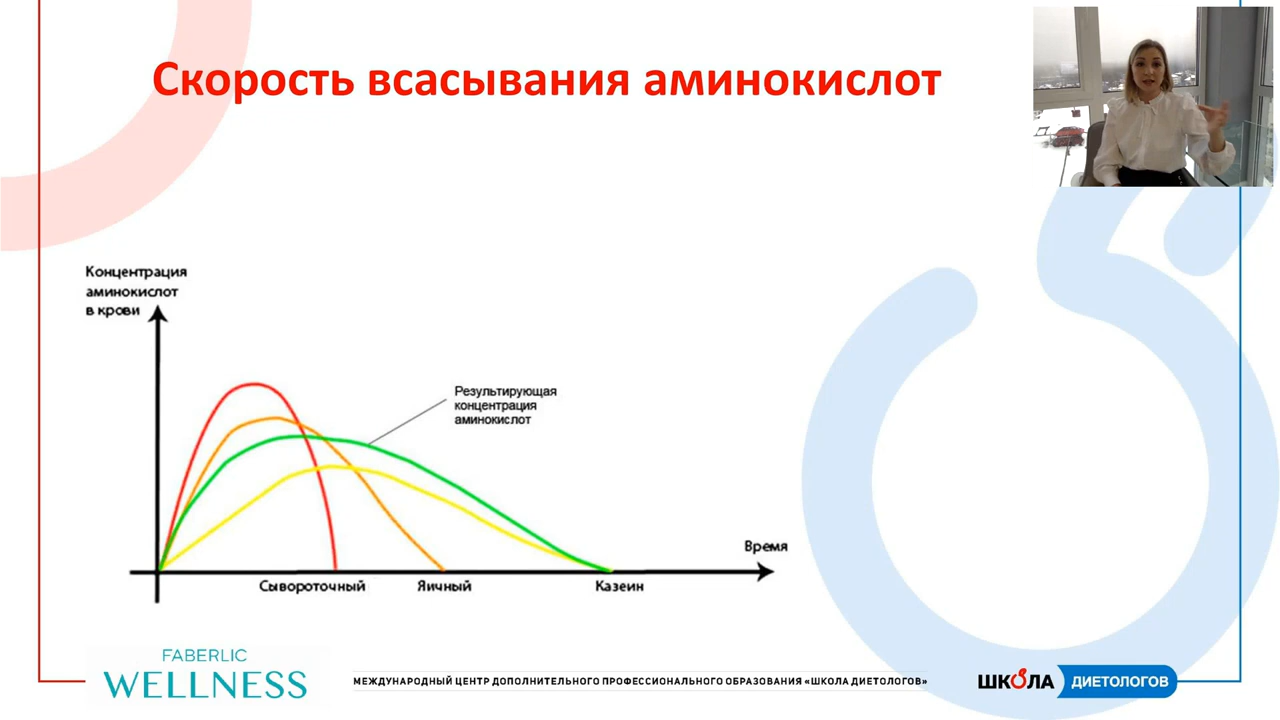 Скорость всасывания аминокислот
Концентрация
аминокислот
в крови
Результирующая
концентрация
аминокислот
Время
Сывороточный
Яичный
Казеин
FABERLIC
WELLNESS
МЕЖДУНАРОДНЫЙ ЦЕНТР ДОПОЛНИТЕЛЬНОГО ПРОФЕССИОНАЛЬНОГО ОБРАЗОВАНИЯ «ШКОЛА ДИЕТОЛОГОВ»
ШКОЛА ДИЕТОЛОГОВ